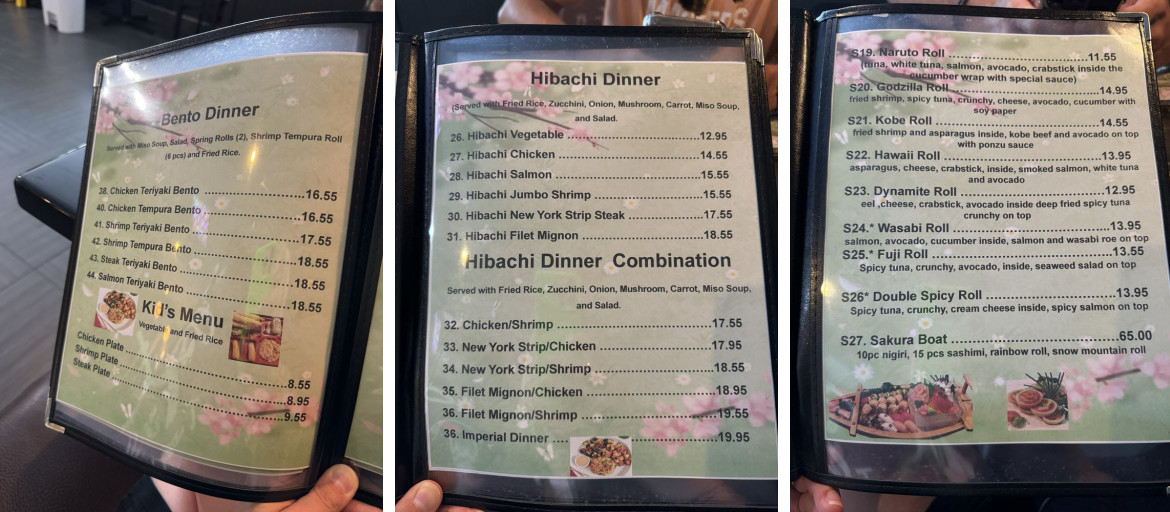 Bento Dinner
Served with Miso Soup, Salad, Spring Rolls (2), Shrimp Tempura Roll
(6 pcs) and Fried Rice.
38. Chicken Teriyaki Bento ..........................16.55
40. Chicken Tempura Bento ..........................16.55
41. Shrimp Teriyaki Bento ..........................17.55
42. Shrimp Tempura Bento ..........................18.55
43. Steak Teriyaki Bento ..........................18.55
44. Salmon Teriyaki Bento ..........................18.55
Kid's Menu
Vegetable and Fried Rice
Chicken Plate ..........................8.55
Shrimp Plate ..........................8.95
Steak Plate ..........................9.55
Hibachi Dinner
(Served with Fried Rice, Zucchini, Onion, Mushroom, Carrot, Miso Soup,
and Salad.
26. Hibachi Vegetable ..........................12.95
27. Hibachi Chicken ..........................14.55
28. Hibachi Salmon ..........................15.55
29. Hibachi Jumbo Shrimp ..........................15.55
30. Hibachi New York Strip Steak ....................17.55
31. Hibachi Filet Mignon ..........................18.55
Hibachi Dinner Combination
Served with Fried Rice, Zucchini, Onion, Mushroom, Carrot, Miso Soup,
and Salad.
32. Chicken/Shrimp ..........................17.55
33. New York Strip/Chicken ..........................17.95
34. New York Strip/Shrimp ..........................18.55
35. Filet Mignon/Chicken ..........................18.95
36. Filet Mignon/Shrimp ..........................19.55
36. Imperial Dinner .... ......................19.95
S19. Naruto Roll ..........................11.55
(tuna, white tuna, salmon, avocado, crabstick inside the
cucumber wrap with special sauce)
S20. Godzilla Roll ..........................14.95
fried shrimp, spicy tuna, crunchy, cheese, avocado, cucumber with
soy paper
S21. Kobe Roll ..........................14.55
fried shrimp and asparagus inside, kobe beef and avocado on top
with ponzu sauce
S22. Hawaii Roll ..........................13.95
asparagus, cheese, crabstick, inside, smoked salmon, white tuna
and avocado
S23. Dynamite Roll ..........................12.95
eel ,cheese, crabstick, avocado inside deep fried spicy tuna
crunchy on top
S24.* Wasabi Roll ..........................13.95
salmon, avocado, cucumber inside, salmon and wasabi roe on top
S25.* Fuji Roll ..........................13.55
Spicy tuna, crunchy, avocado, inside, seaweed salad on top
S26* Double Spicy Roll ..........................13.95
Spicy tuna, crunchy, cream cheese inside, spicy salmon on top
S27. Sakura Boat ..........................65.00
10pc nigiri, 15 pcs sashimi, rainbow roll, snow mountain roll